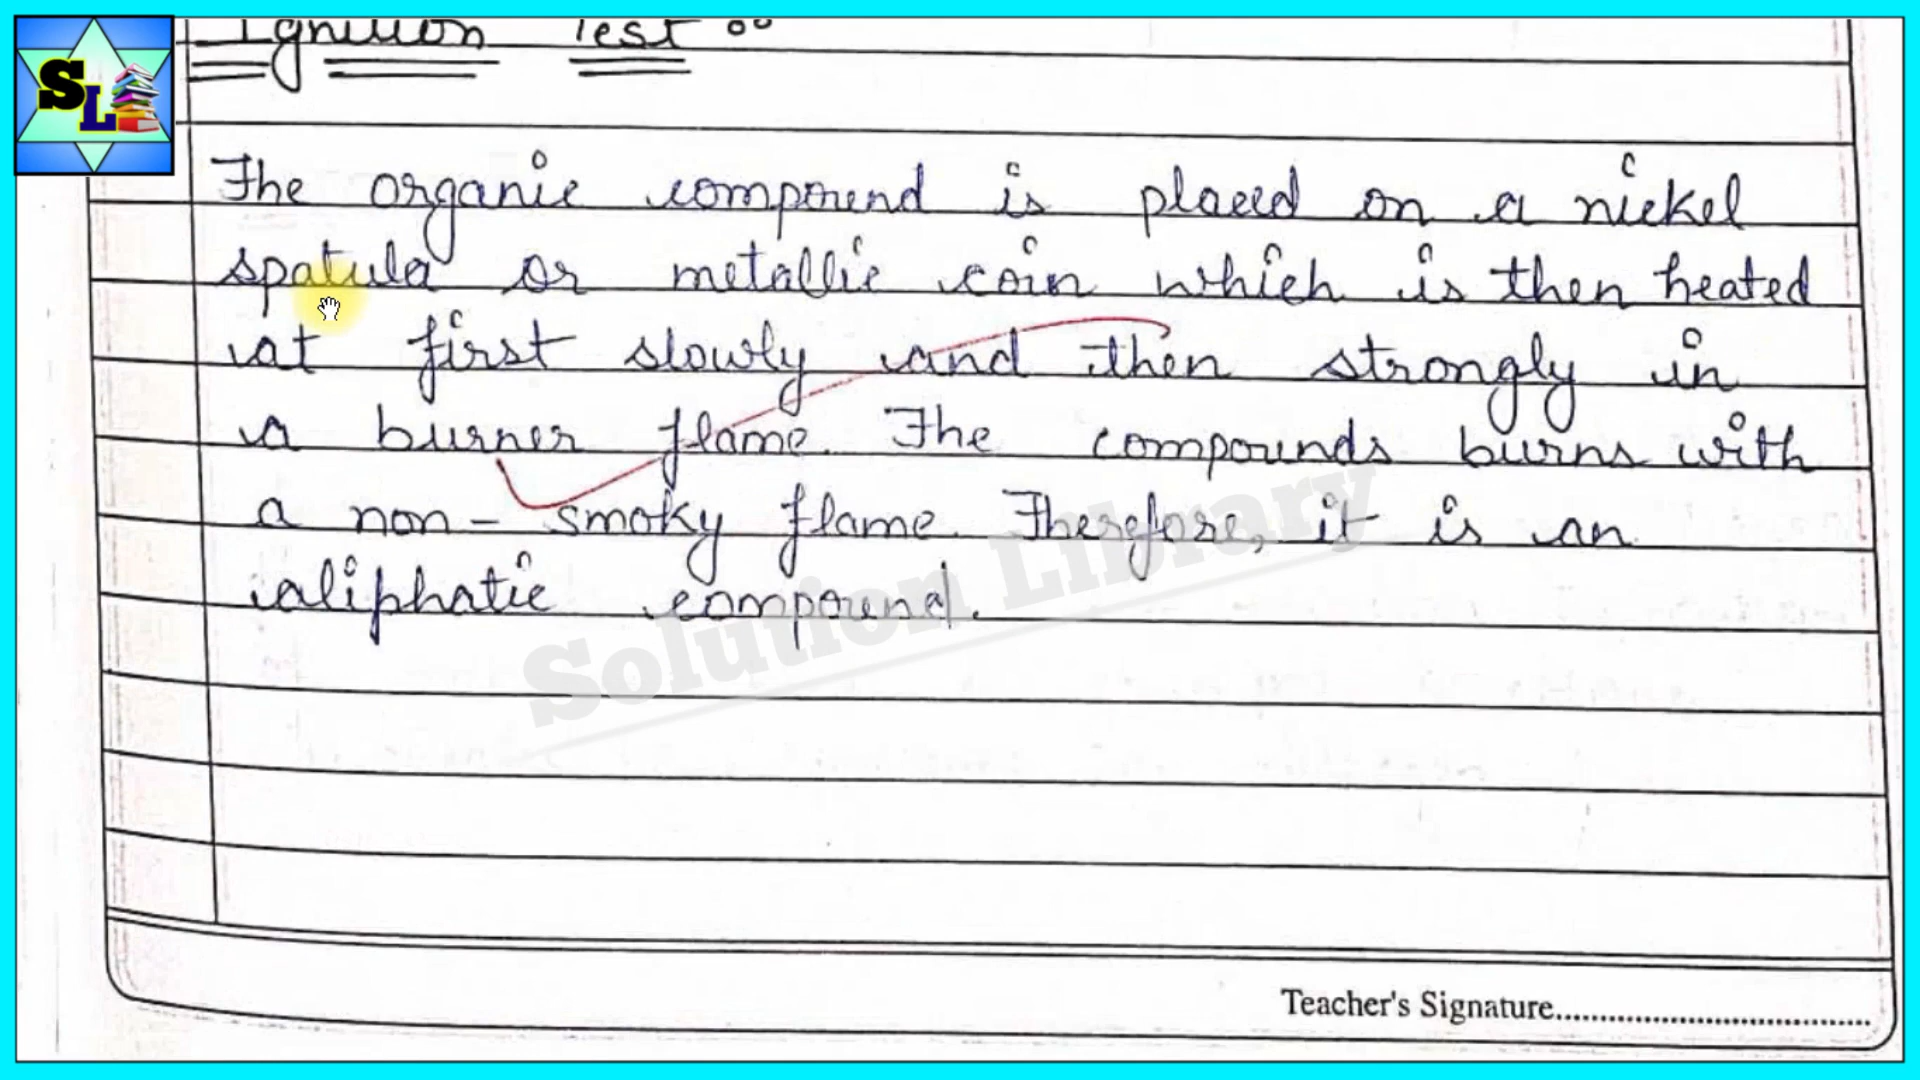 Ignition Test :-
SL
The organic compound is placed on a nickel
spatula or metallic coin which is then heated
at first slowly and then strongly in
a burner flame. The compounds burns with
a non- smoky flame. Therefore, it is an
aliphatic compound.
Solution Library
Teacher's Signature........................................